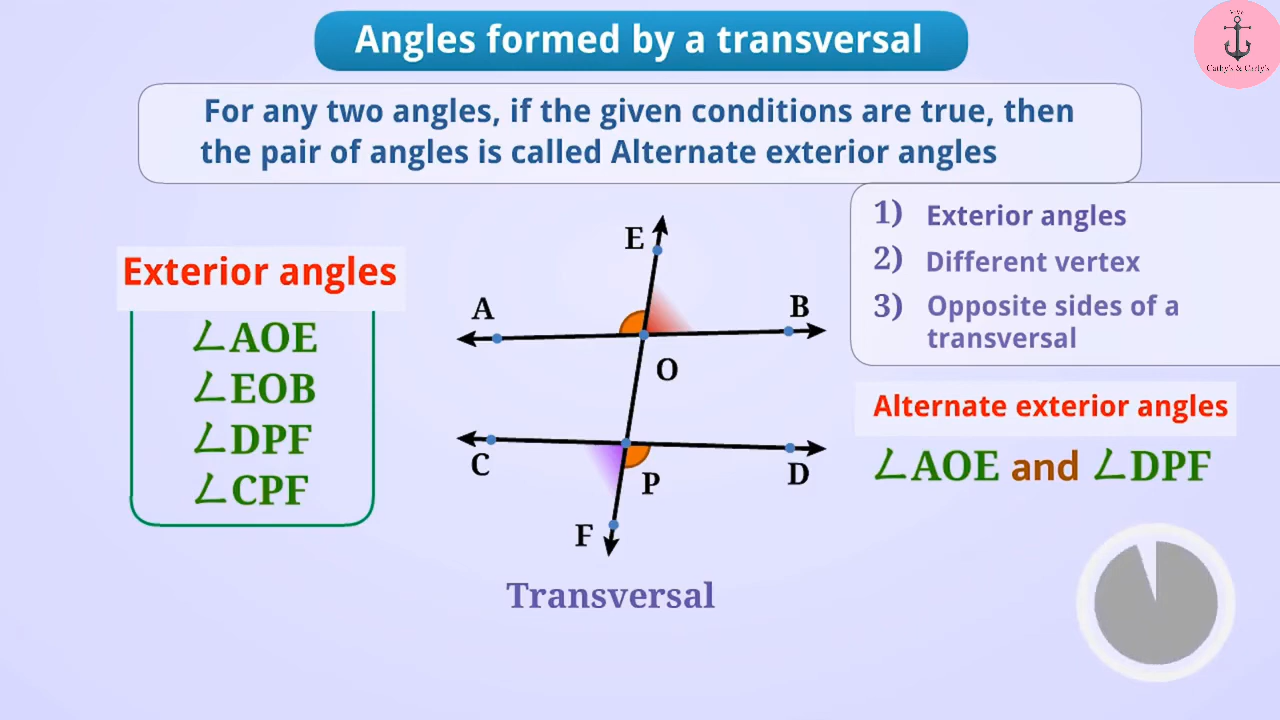 Angles formed by a transversal
Cathy's & Cirly's
For any two angles, if the given conditions are true, then
the pair of angles is called Alternate exterior angles
1) Exterior angles
2) Different vertex
3) Opposite sides of a
transversal
Exterior angles
∠AOE
∠EOB
∠DPF
∠CPF
E
A
B
O
C
P
D
F
Transversal
Alternate exterior angles
∠AOE and ∠DPF